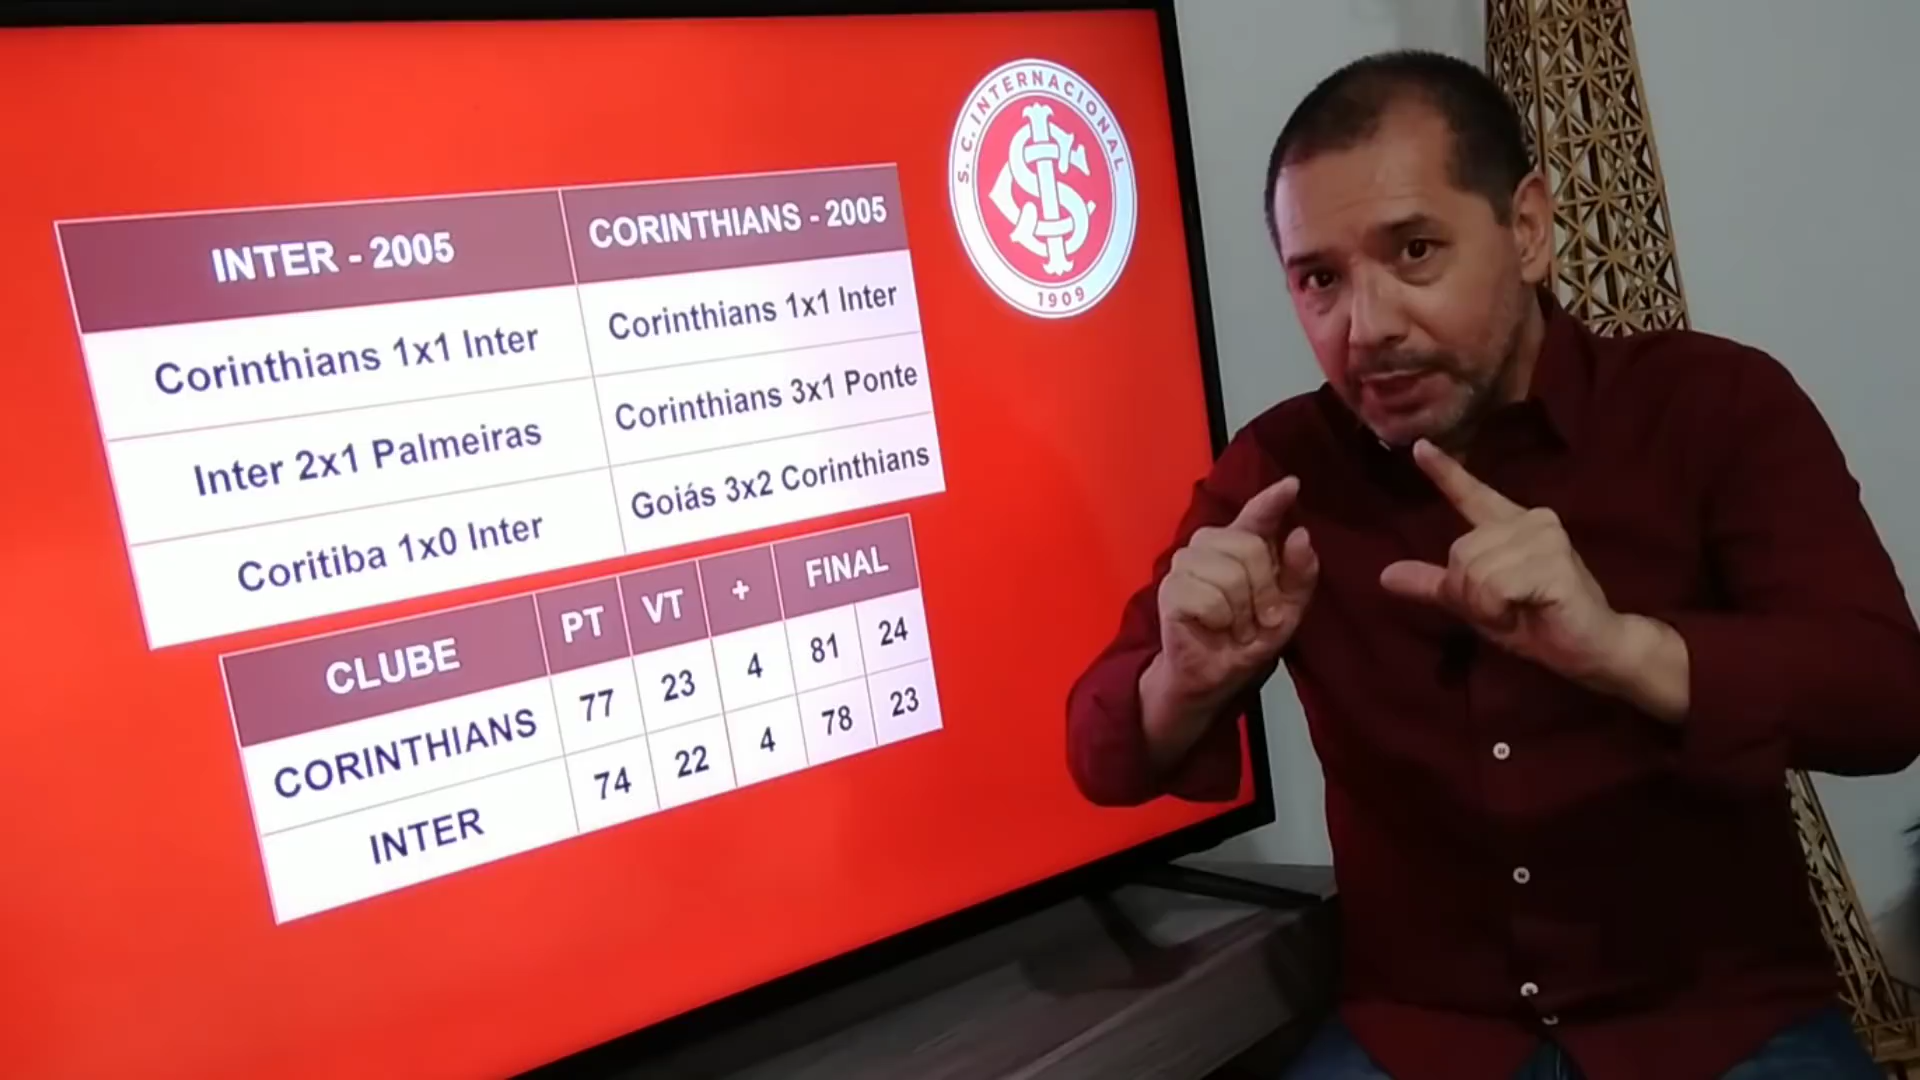 INTER - 2005 CORINTHIANS - 2005
Corinthians 1x1 Inter Corinthians 1x1 Inter
Inter 2x1 Palmeiras Corinthians 3x1 Ponte
Coritiba 1x0 Inter Goiás 3x2 Corinthians
CLUBE PT VT + FINAL
CORINTHIANS 77 23 4 81 24
INTER 74 22 4 78 23
S. C. INTERNACIONAL
1909